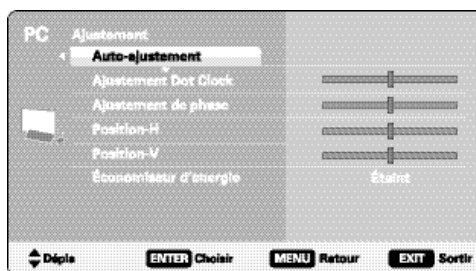 PC Ajustement
Auto-ajustement
Ajustement Dot Clock
Ajustement de phase
Position-H
Position-V
Économiseur d'énergie Éteint
Dépla ENTER Choisir MENU Retour EXIT Sortir